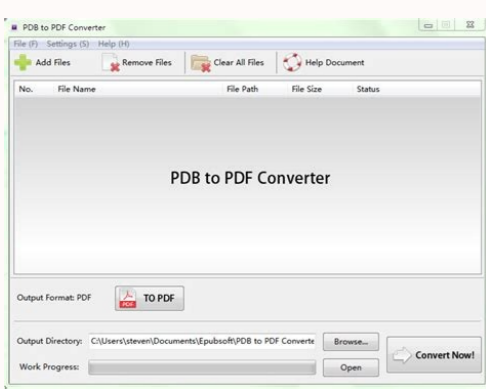 PDB to PDF Converter
File (F) Settings (S) Help (H)
Add Files Remove Files Clear All Files Help Document
No. File Name File Path File Size Status
PDB to PDF Converter
Output Format: PDF PDF TO PDF
Output Directory: C:\Users\steven\Documents\Epubsoft\PDB to PDF Converte Browse...
Convert Now!
Work Progress: Open